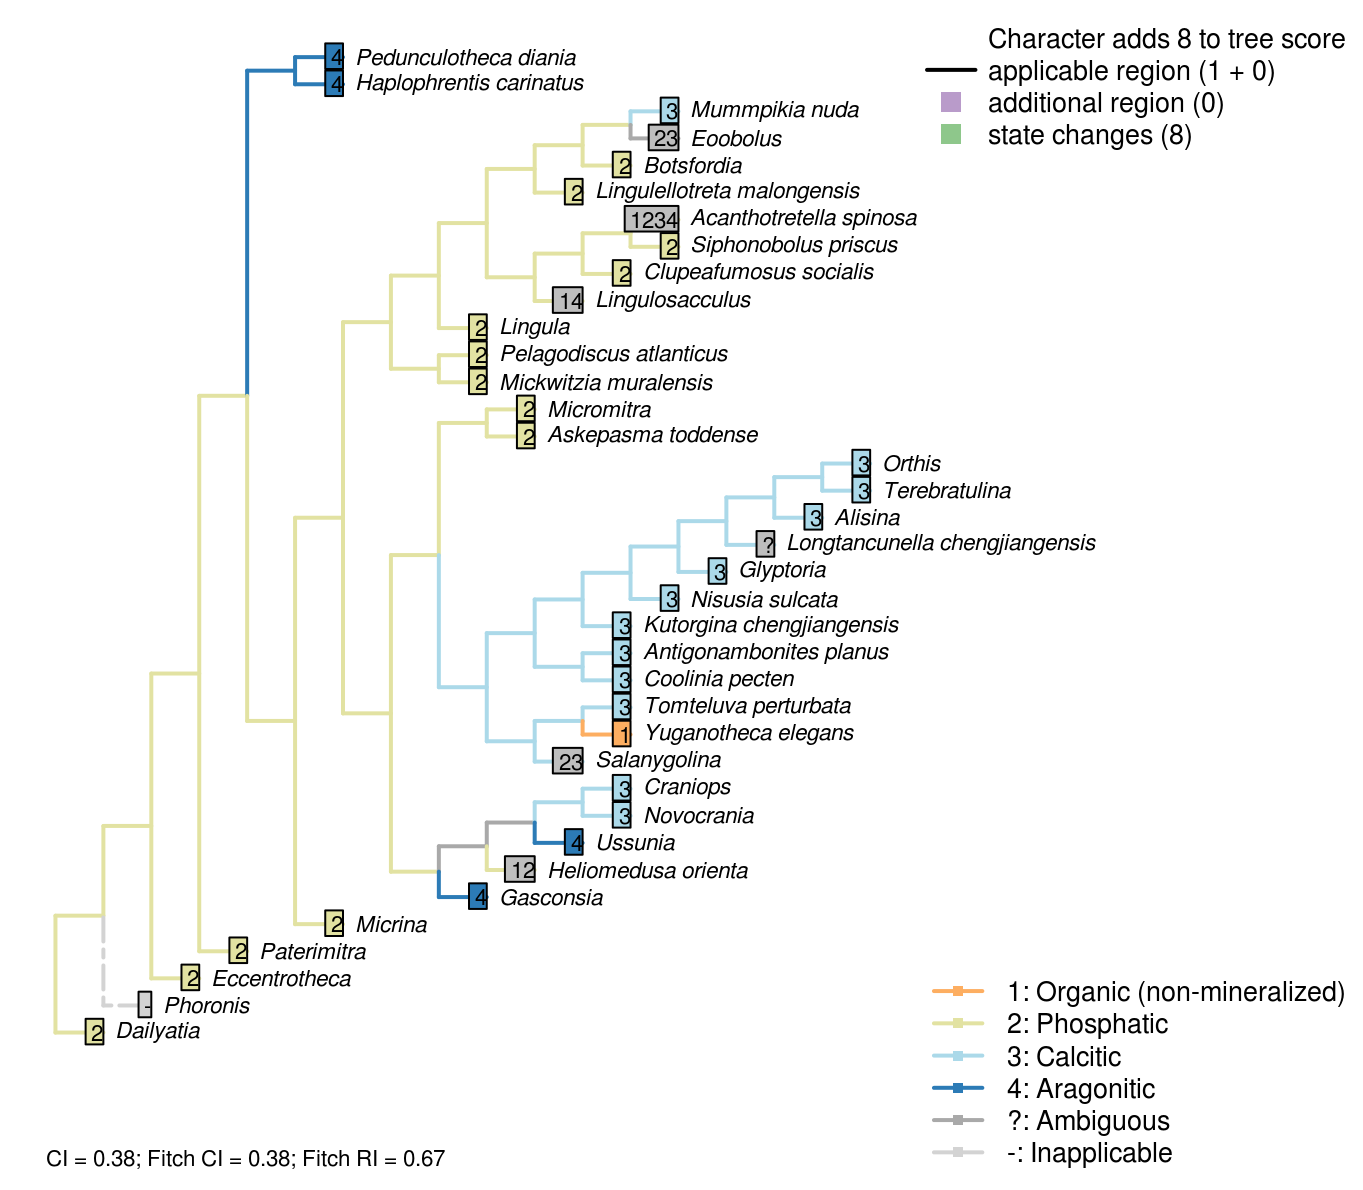 Character adds 8 to tree score
applicable region (1 + 0)
additional region (0)
state changes (8)
4 Pedunculotheca diania
4 Haplophrentis carinatus
3 Mummpikia nuda
23 Eoobolus
2 Botsfordia
2 Lingulellotreta malongensis
1234 Acanthotretella spinosa
2 Siphonobolus priscus
2 Clupeafumosus socialis
14 Lingulosacculus
2 Lingula
2 Pelagodiscus atlanticus
2 Mickwitzia muralensis
2 Micromitra
2 Askepasma toddense
3 Orthis
3 Terebratulina
3 Alisina
? Longtancunella chengjiangensis
3 Glyptoria
3 Nisusia sulcata
3 Kutorgina chengjiangensis
3 Antigonambonites planus
3 Coolinia pecten
3 Tomteluva perturbata
1 Yuganotheca elegans
23 Salanygolina
3 Craniops
3 Novocrania
4 Ussunia
12 Heliomedusa orienta
4 Gasconsia
2 Micrina
2 Paterimitra
2 Eccentrotheca
- Phoronis
2 Dailyatia
1: Organic (non-mineralized)
2: Phosphatic
3: Calcitic
4: Aragonitic
?: Ambiguous
-: Inapplicable
CI = 0.38; Fitch CI = 0.38; Fitch RI = 0.67